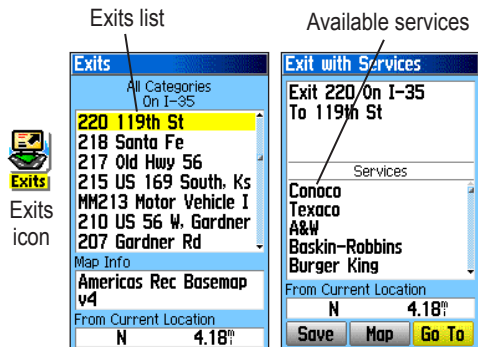 Exits list
Available services
Exits
All Categories
On I-35
220 119th St
218 Santa Fe
217 Old Hwy 56
215 US 169 South, Ks
MM213 Motor Vehicle I
210 US 56 W, Gardner
207 Gardner Rd
Map Info
Americas Rec Basemap
v4
From Current Location
N 4.18m
Exit with Services
Exit 220 On I-35
To 119th St
Services
Conoco
Texaco
A&W
Baskin-Robbins
Burger King
From Current Location
N 4.18m
Save Map Go To
Exits
Exits
icon